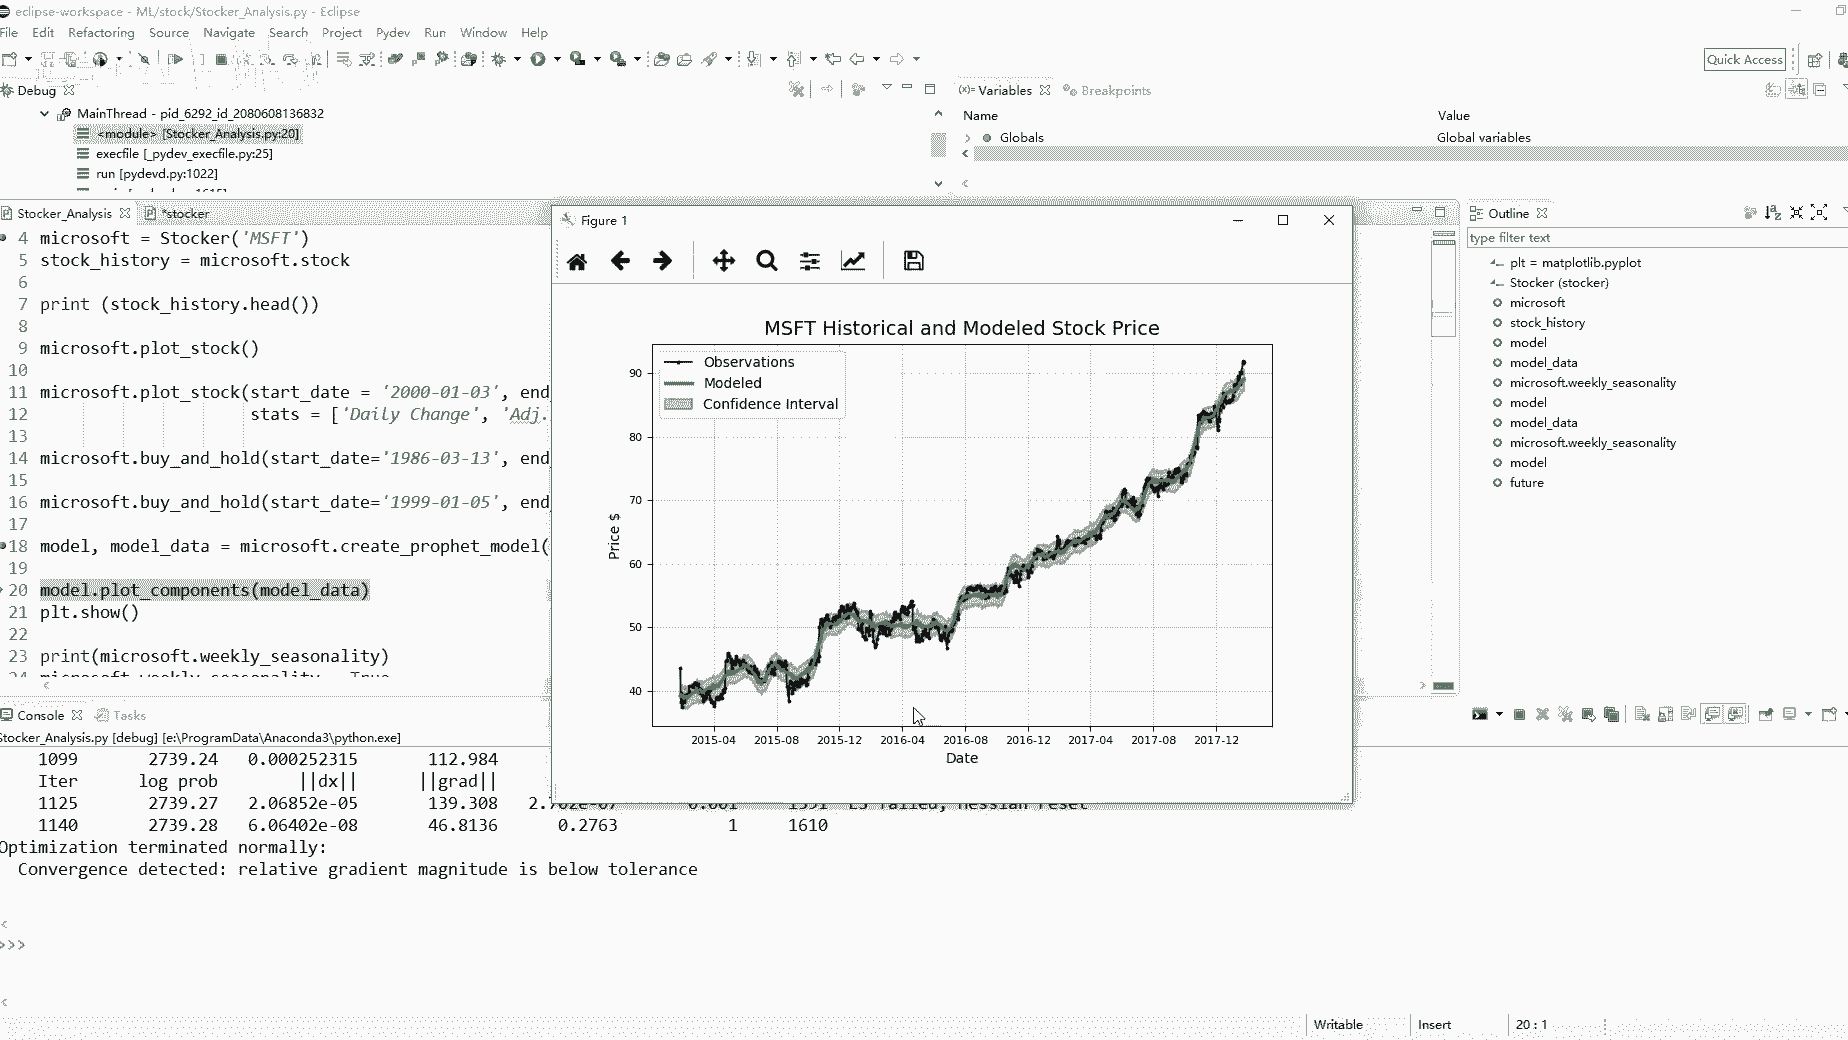 eclipse-workspace - ML/stock/Stocker_Analysis.py - Eclipse
File Edit Refactoring Source Navigate Search Project Pydev Run Window Help
Quick Access
Debug
MainThread - pid_6292_id_2080608136832
<module> [Stocker_Analysis.py:20]
execfile [_pydev_execfile.py:25]
run [pydevd.py:1022]
(x)= Variables Breakpoints
Name Value
Globals Global variables
Stocker_Analysis *stocker
4 microsoft = Stocker('MSFT')
5 stock_history = microsoft.stock
6
7 print (stock_history.head())
8
9 microsoft.plot_stock()
10
11 microsoft.plot_stock(start_date = '2000-01-03', end_
12 stats = ['Daily Change', 'Adj.
13
14 microsoft.buy_and_hold(start_date='1986-03-13', end_
15
16 microsoft.buy_and_hold(start_date='1999-01-05', end_
17
18 model, model_data = microsoft.create_prophet_model(
19
20 model.plot_components(model_data)
21 plt.show()
22
23 print(microsoft.weekly_seasonality)
Figure 1
MSFT Historical and Modeled Stock Price
Observations
Modeled
Confidence Interval
90
80
70
60
50
40
Price $
2015-04 2015-08 2015-12 2016-04 2016-08 2016-12 2017-04 2017-08 2017-12
Date
Outline
type filter text
plt = matplotlib.pyplot
Stocker (stocker)
microsoft
stock_history
model
model_data
microsoft.weekly_seasonality
model
model_data
microsoft.weekly_seasonality
model
future
Console Tasks
Stocker_Analysis.py [debug] [e:\ProgramData\Anaconda3\python.exe]
1099 2739.24 0.000252315 112.984
Iter log prob ||dx|| ||grad||
1125 2739.27 2.06852e-05 139.308
1140 2739.28 6.06402e-08 46.8136 0.2763 1 1610
Optimization terminated normally:
Convergence detected: relative gradient magnitude is below tolerance
>>>
Writable Insert 20 : 1